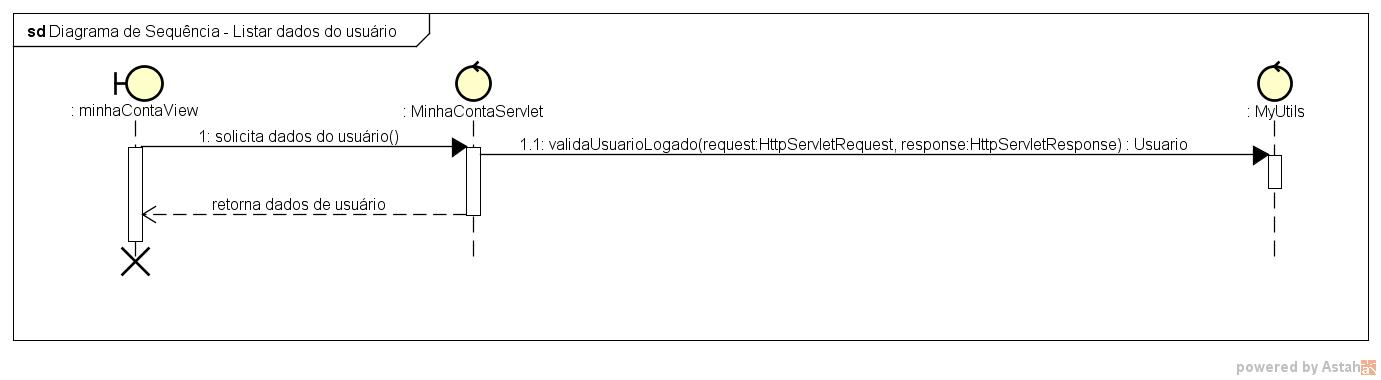 sd Diagrama de Sequência - Listar dados do usuário
: minhaContaView
: MinhaContaServlet
: MyUtils
1: solicita dados do usuário()
1.1: validaUsuarioLogado(request:HttpServletRequest, response:HttpServletResponse) : Usuario
retorna dados de usuário
powered by Astah